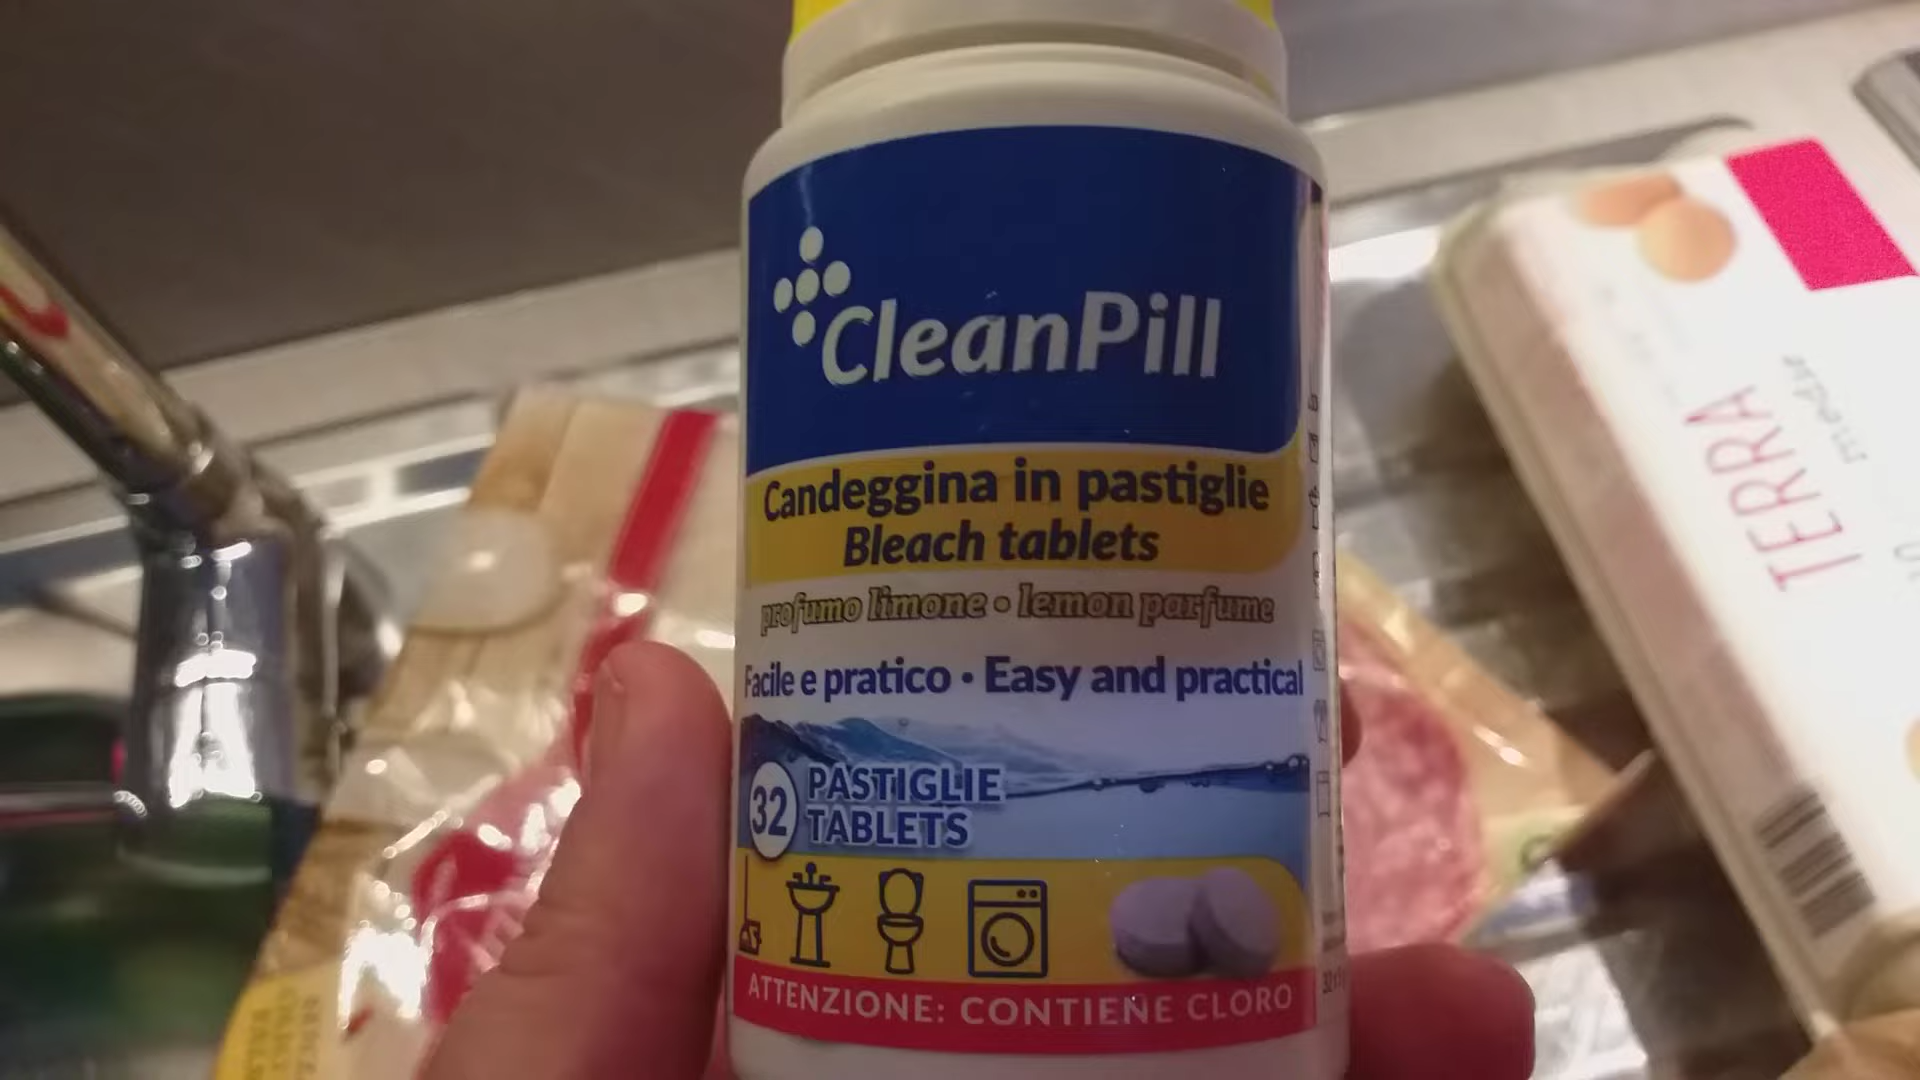 CleanPill
Candeggina in pastiglie
Bleach tablets
profumo limone • lemon parfume
Facile e pratico • Easy and practical
32 PASTIGLIE
TABLETS
ATTENZIONE: CONTIENE CLORO
TERRA
medie